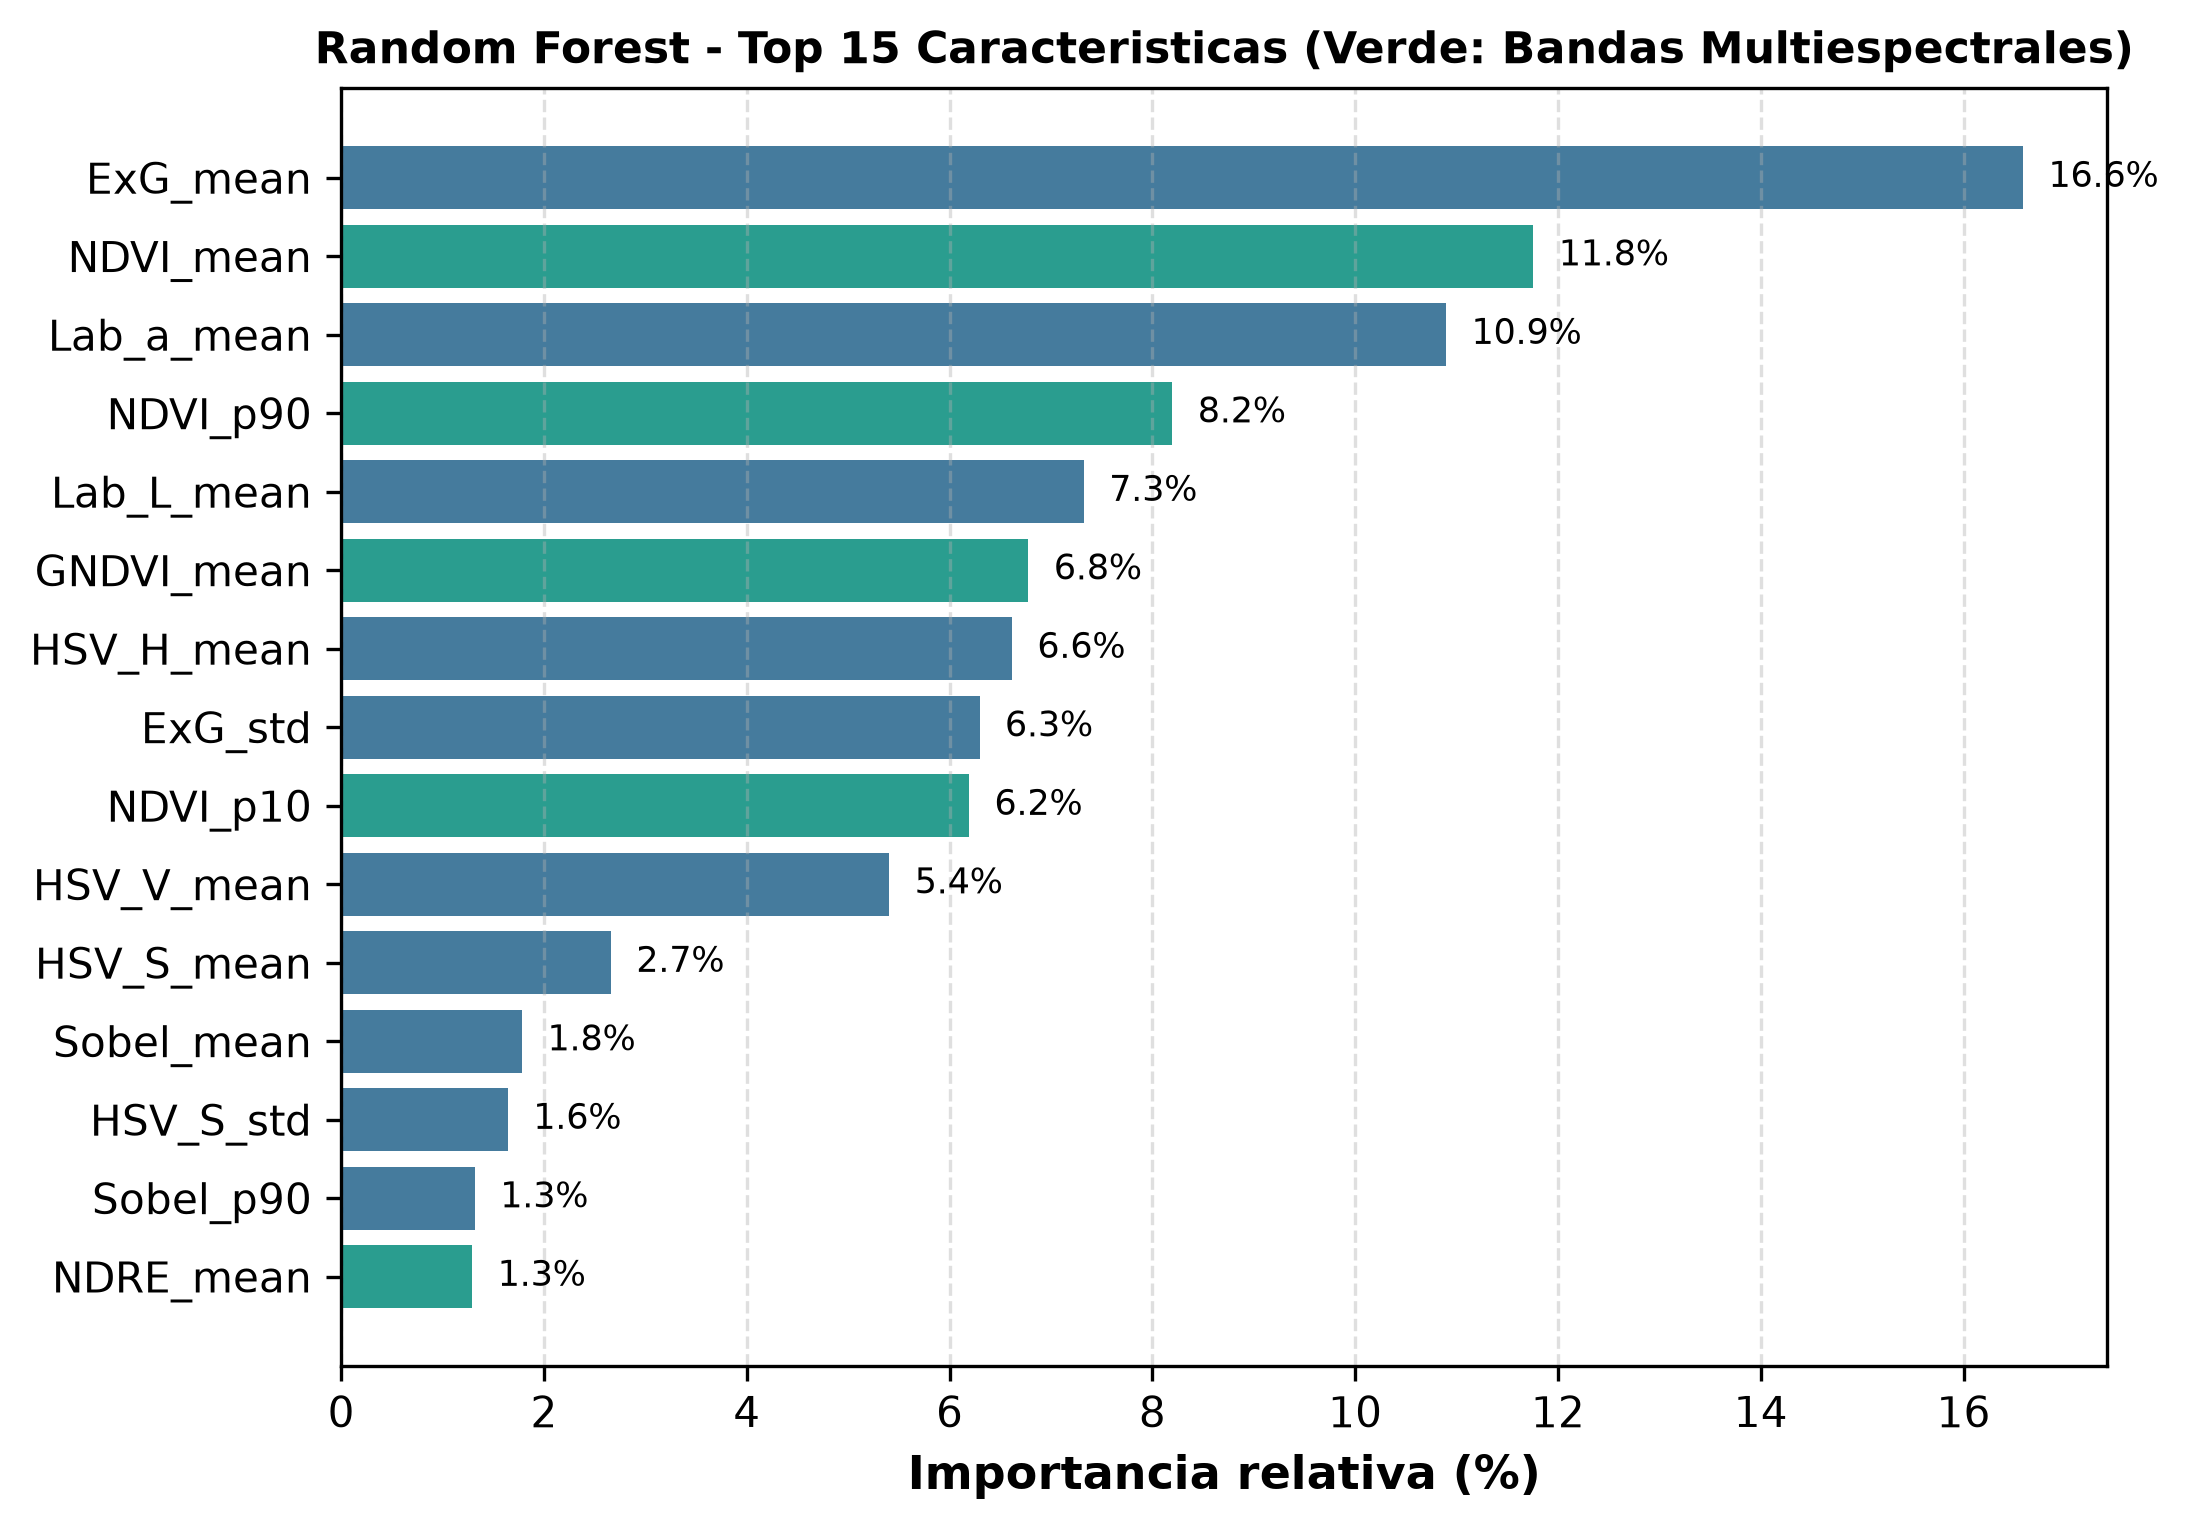 Random Forest - Top 15 Caracteristicas (Verde: Bandas Multiespectrales)
ExG_mean 16.6%
NDVI_mean 11.8%
Lab_a_mean 10.9%
NDVI_p90 8.2%
Lab_L_mean 7.3%
GNDVI_mean 6.8%
HSV_H_mean 6.6%
ExG_std 6.3%
NDVI_p10 6.2%
HSV_V_mean 5.4%
HSV_S_mean 2.7%
Sobel_mean 1.8%
HSV_S_std 1.6%
Sobel_p90 1.3%
NDRE_mean 1.3%
0 2 4 6 8 10 12 14 16
Importancia relativa (%)